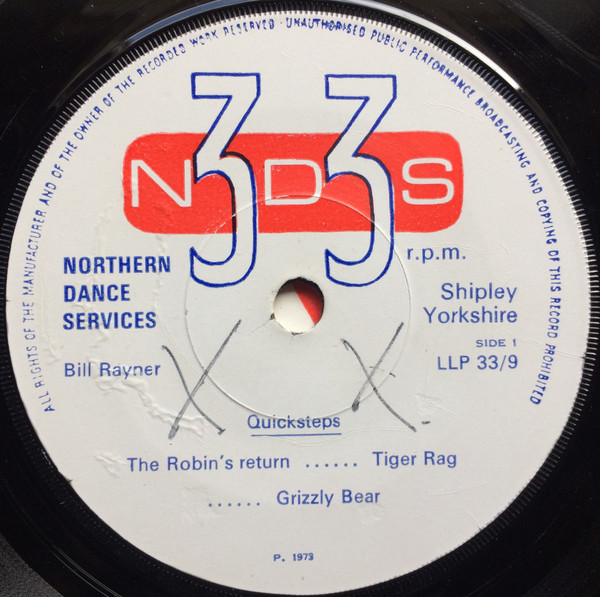 ALL RIGHTS OF THE MANUFACTURER AND OF THE OWNER OF THE RECORDED WORK RESERVED · UNAUTHORISED PUBLIC PERFORMANCE BROADCASTING AND COPYING OF THIS RECORD PROHIBITED
33
NDS
r.p.m.
NORTHERN
DANCE
SERVICES
Shipley
Yorkshire
SIDE 1
Bill Rayner
LLP 33/9
X X
Quicksteps
The Robin's return ...... Tiger Rag
...... Grizzly Bear
P. 1973